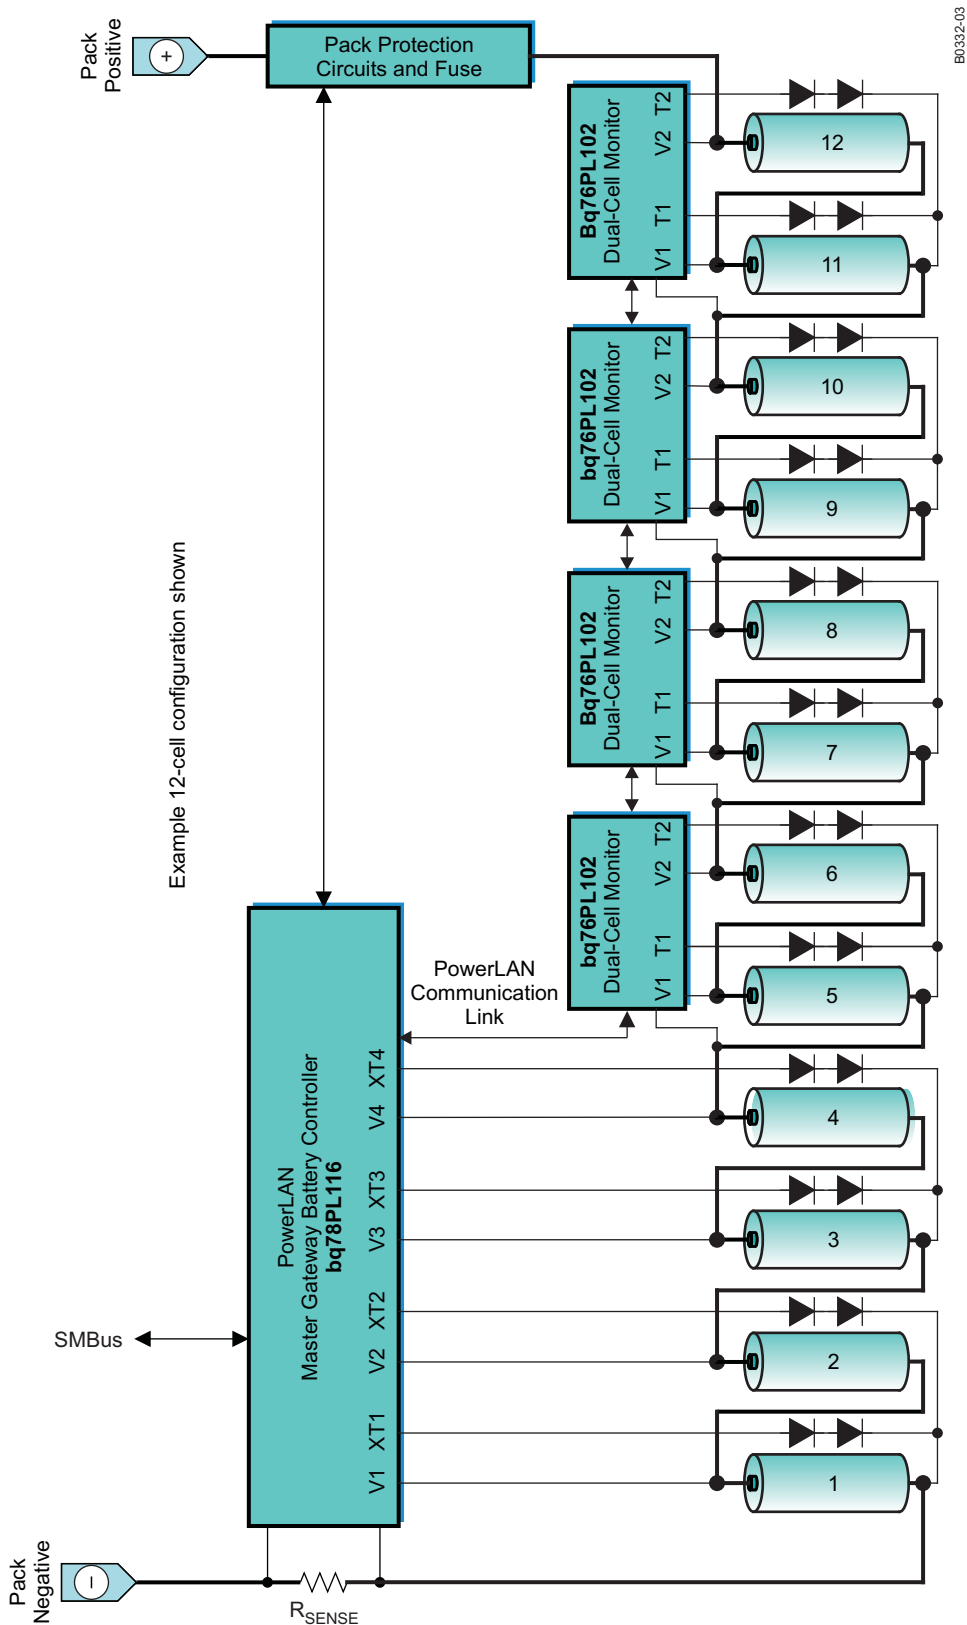 B0332-03
Pack
Positive
+
Pack Protection
Circuits and Fuse
Bq76PL102
Dual-Cell Monitor
V1 T1 V2 T2
12
11
bq76PL102
Dual-Cell Monitor
V1 T1 V2 T2
10
9
Example 12-cell configuration shown
Bq76PL102
Dual-Cell Monitor
V1 T1 V2 T2
8
7
bq76PL102
Dual-Cell Monitor
V1 T1 V2 T2
6
5
PowerLAN
Communication
Link
PowerLAN
Master Gateway Battery Controller
bq78PL116
V1 XT1 V2 XT2 V3 XT3 V4 XT4
4
3
2
1
SMBus
Pack
Negative
–
RSENSE